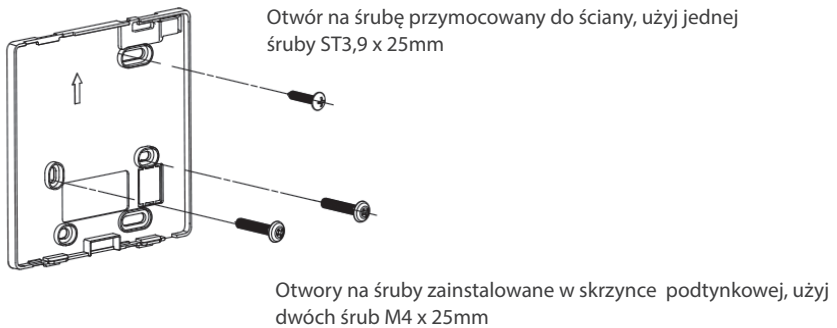 Otwór na śrubę przymocowany do ściany, użyj jednej
śruby ST3,9 x 25mm
Otwory na śruby zainstalowane w skrzynce podtynkowej, użyj
dwóch śrub M4 x 25mm